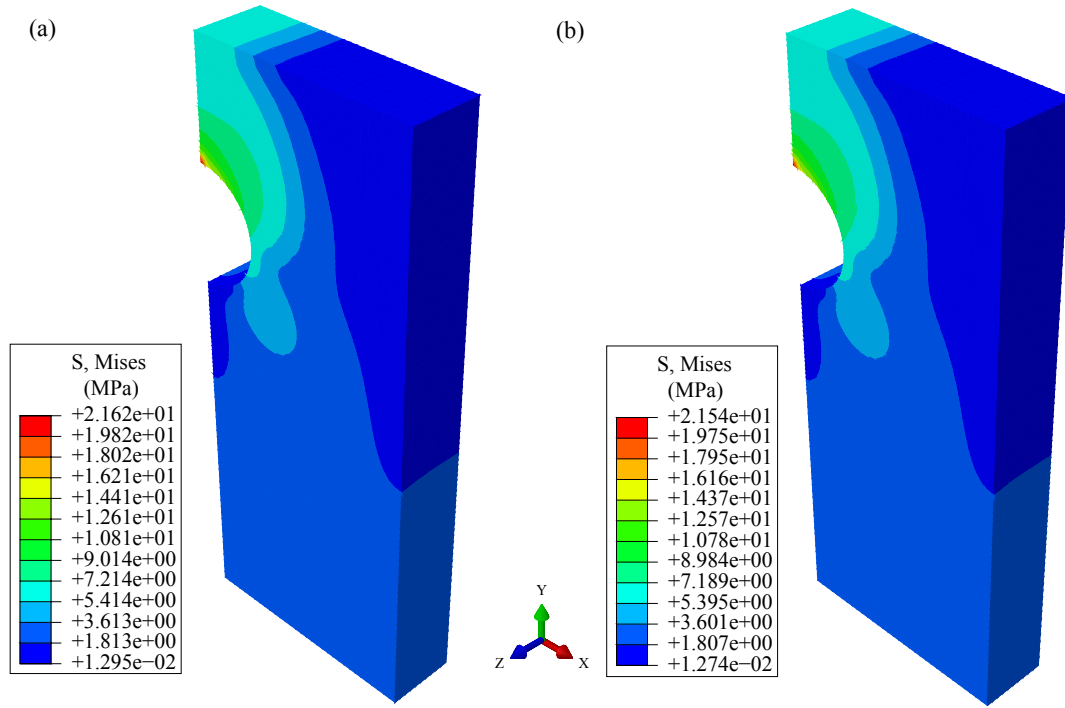 (a)
(b)
S, Mises
(MPa)
+2.162e+01
+1.982e+01
+1.802e+01
+1.621e+01
+1.441e+01
+1.261e+01
+1.081e+01
+9.014e+00
+7.214e+00
+5.414e+00
+3.613e+00
+1.813e+00
+1.295e−02
Y
Z
X
S, Mises
(MPa)
+2.154e+01
+1.975e+01
+1.795e+01
+1.616e+01
+1.437e+01
+1.257e+01
+1.078e+01
+8.984e+00
+7.189e+00
+5.395e+00
+3.601e+00
+1.807e+00
+1.274e−02